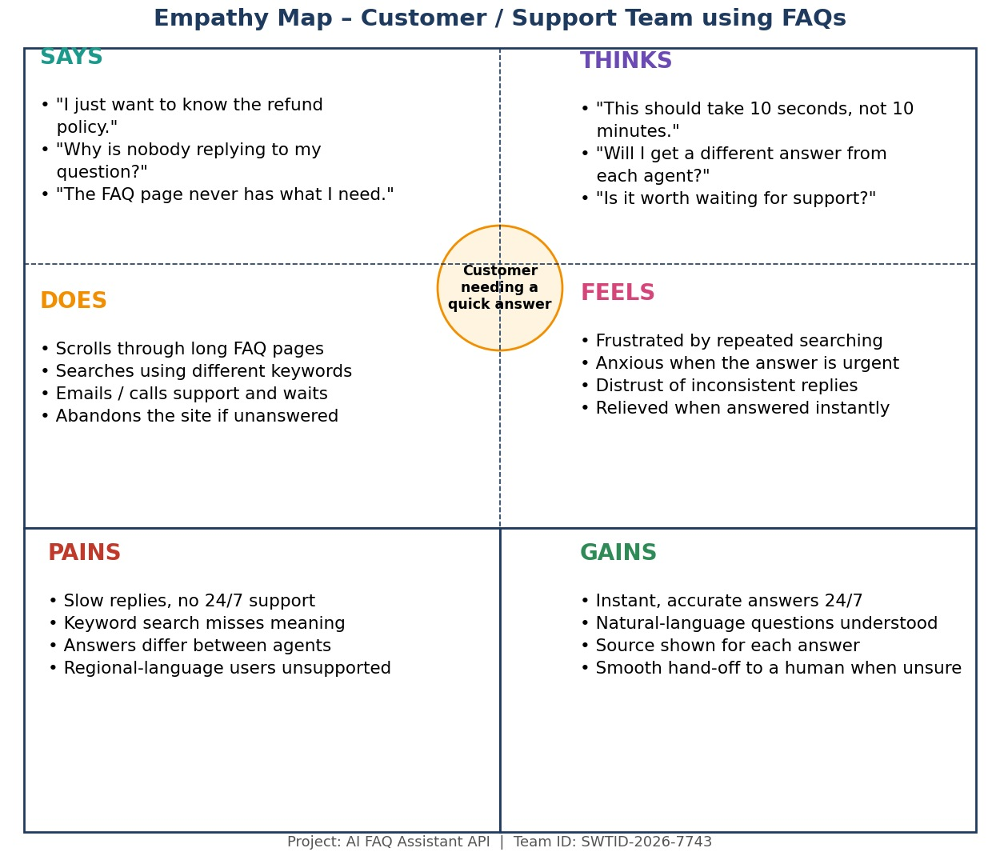 Empathy Map – Customer / Support Team using FAQs
SAYS
• "I just want to know the refund
policy."
• "Why is nobody replying to my
question?"
• "The FAQ page never has what I need."
THINKS
• "This should take 10 seconds, not 10
minutes."
• "Will I get a different answer from
each agent?"
• "Is it worth waiting for support?"
Customer
needing a
quick answer
DOES
• Scrolls through long FAQ pages
• Searches using different keywords
• Emails / calls support and waits
• Abandons the site if unanswered
FEELS
• Frustrated by repeated searching
• Anxious when the answer is urgent
• Distrust of inconsistent replies
• Relieved when answered instantly
PAINS
• Slow replies, no 24/7 support
• Keyword search misses meaning
• Answers differ between agents
• Regional-language users unsupported
GAINS
• Instant, accurate answers 24/7
• Natural-language questions understood
• Source shown for each answer
• Smooth hand-off to a human when unsure
Project: AI FAQ Assistant API | Team ID: SWTID-2026-7743